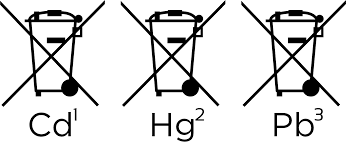 Cd¹ Hg² Pb³